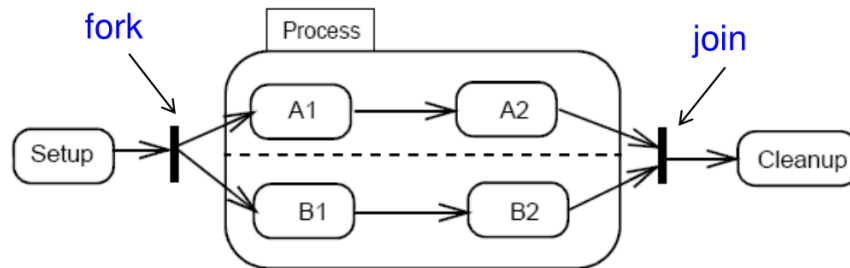 fork
Process
join
A1
A2
Setup
Cleanup
B1
B2